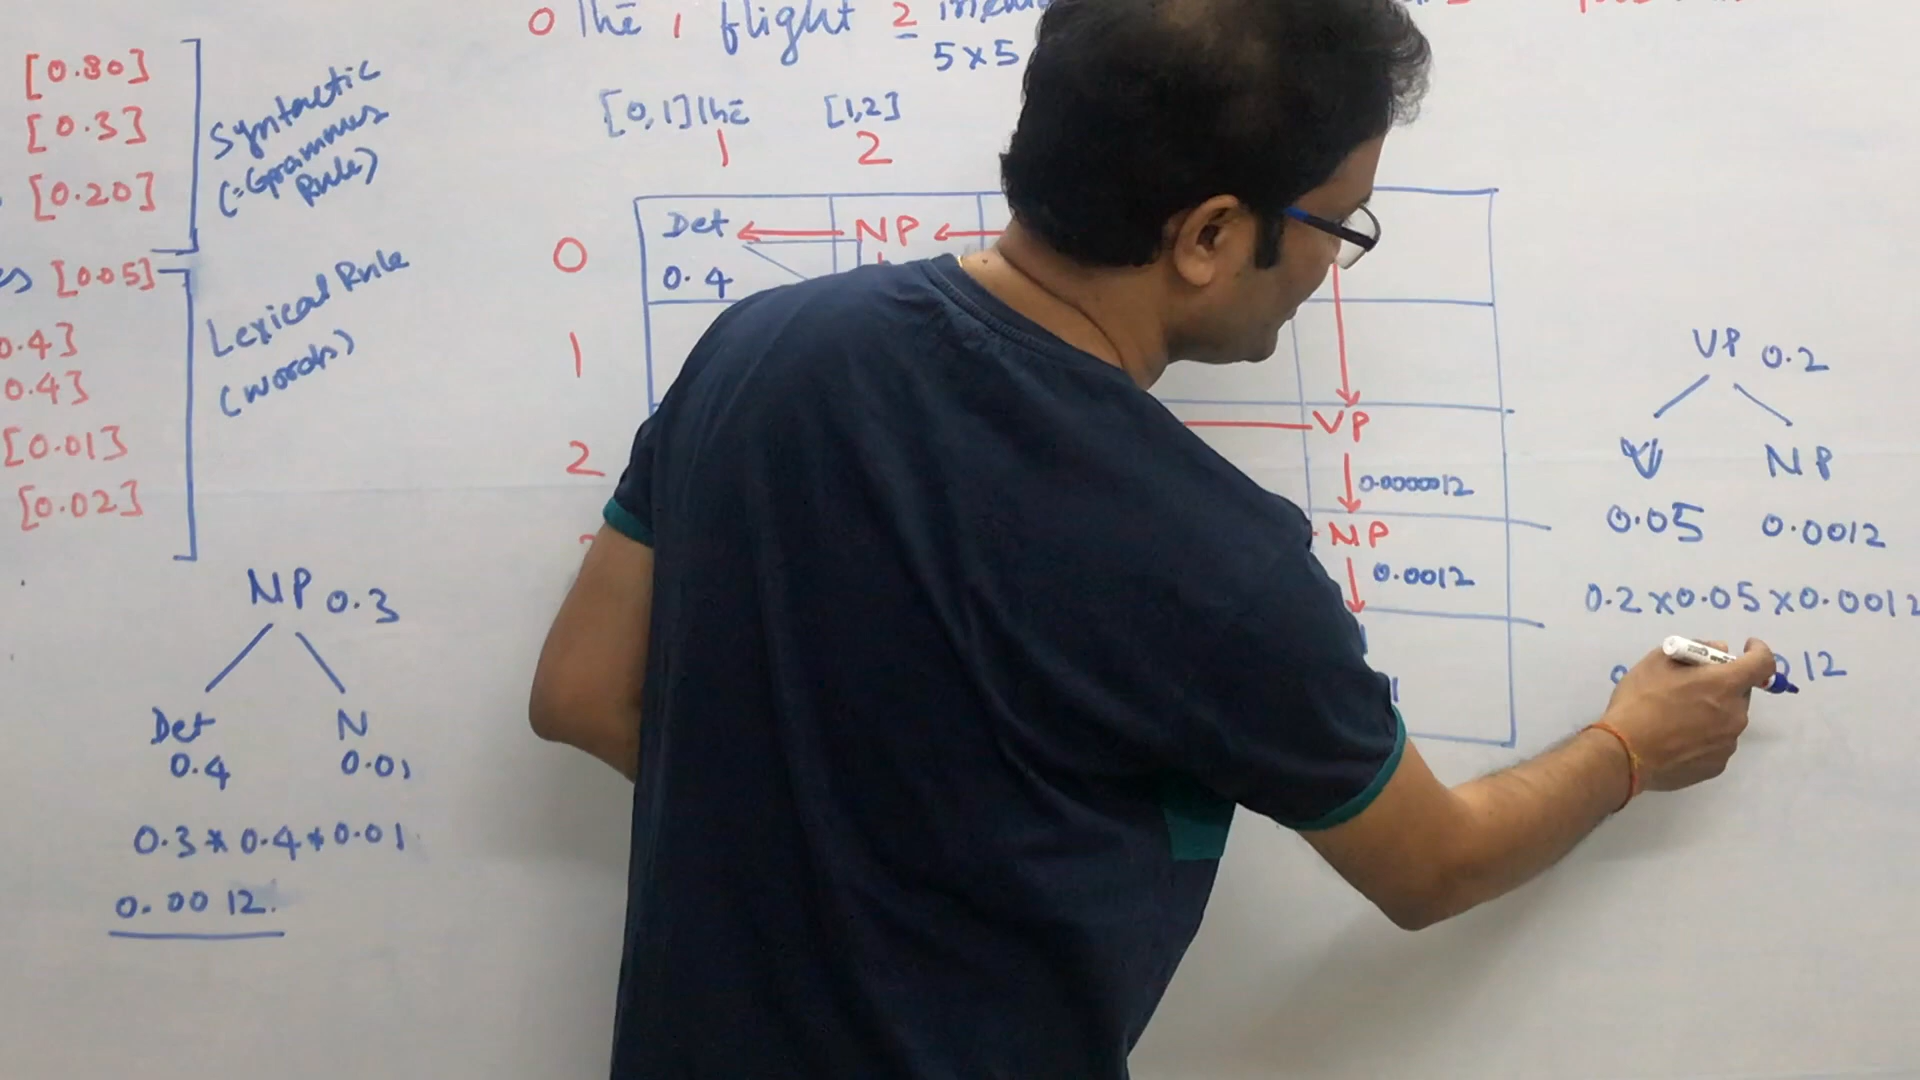 0 The 1 flight 2
5x5
[0.80]
[0.3]
[0.20]
Syntactic
(=Grammar
Rule)
[0.05]
0.4]
0.4]
[0.01]
[0.02]
Lexical Rule
(words)
[0,1] The [1,2]
1 2
0 Det NP
0.4
1
2 VP
0.0000012
NP
0.0012
NP 0.3
Det N
0.4 0.01
0.3*0.4*0.01
0.0012
VP 0.2
V NP
0.05 0.0012
0.2x0.05x0.0012
12